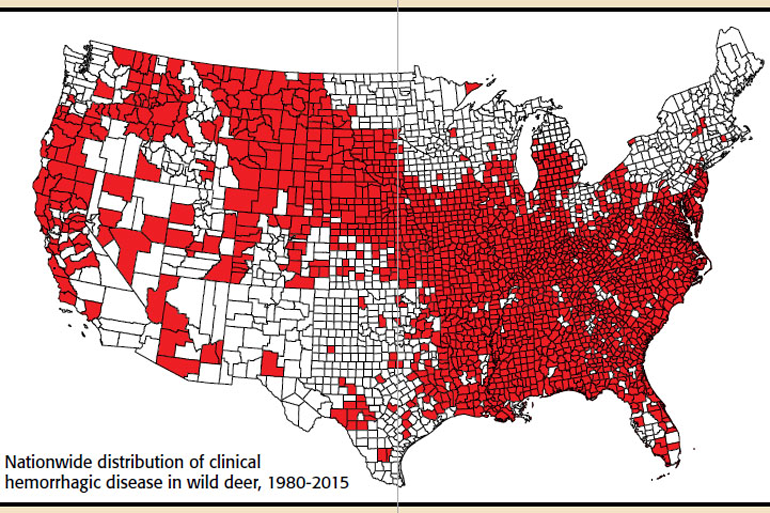 Nationwide distribution of clinical
hemorrhagic disease in wild deer, 1980-2015